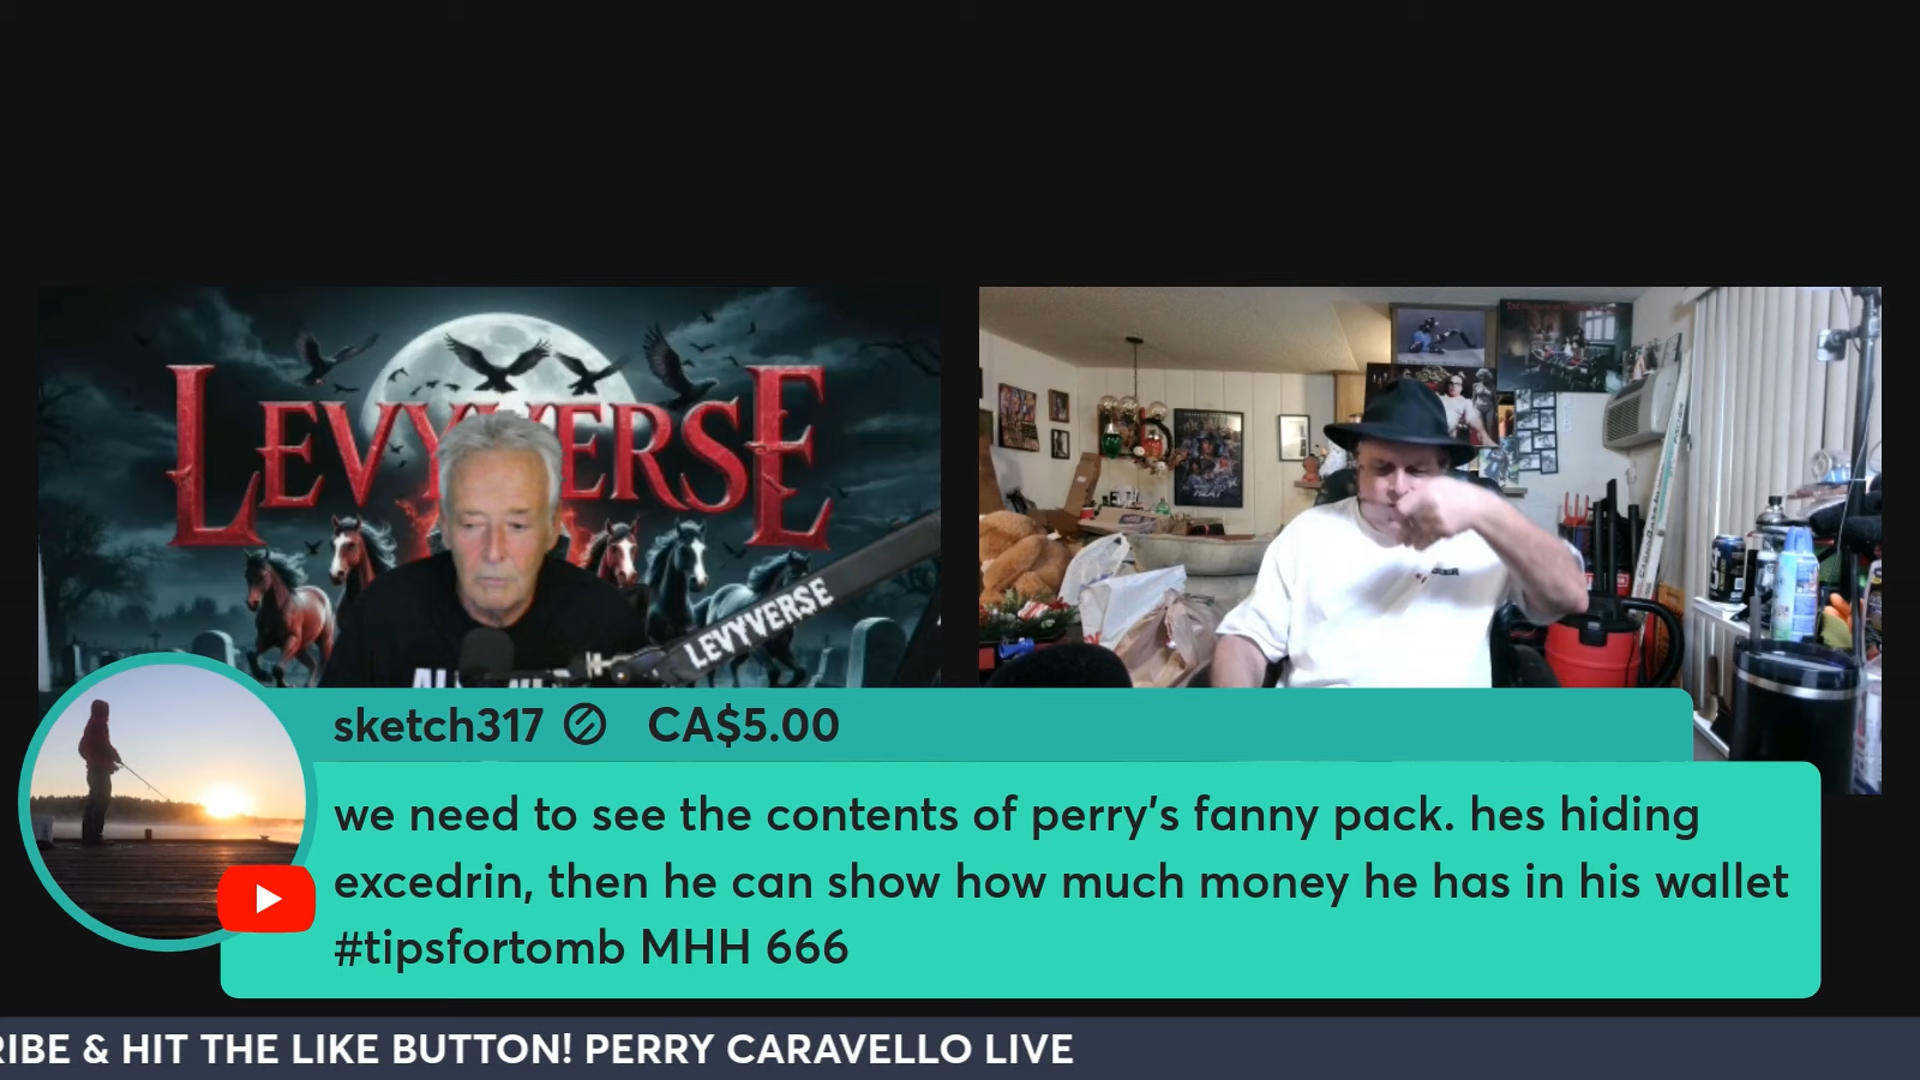 LEVYVERSE
LEVYVERSE
sketch317 CA$5.00
we need to see the contents of perry's fanny pack. hes hiding
excedrin, then he can show how much money he has in his wallet
#tipsfortomb MHH 666
RIBE & HIT THE LIKE BUTTON! PERRY CARAVELLO LIVE